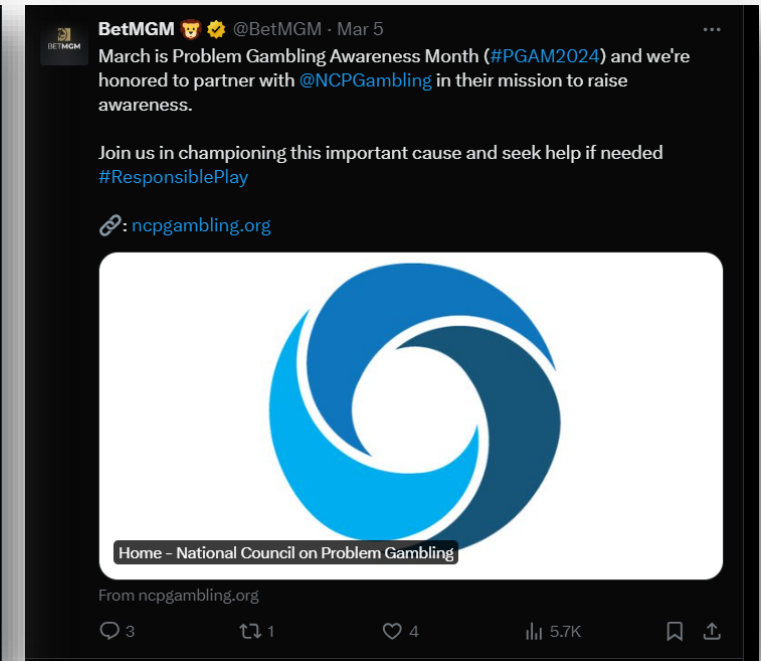 BetMGM 🦁 @BetMGM · Mar 5
BETMGM
March is Problem Gambling Awareness Month (#PGAM2024) and we're
honored to partner with @NCPGambling in their mission to raise
awareness.
Join us in championing this important cause and seek help if needed
#ResponsiblePlay
🔗: ncpgambling.org
Home - National Council on Problem Gambling
From ncpgambling.org
3 1 4 5.7K